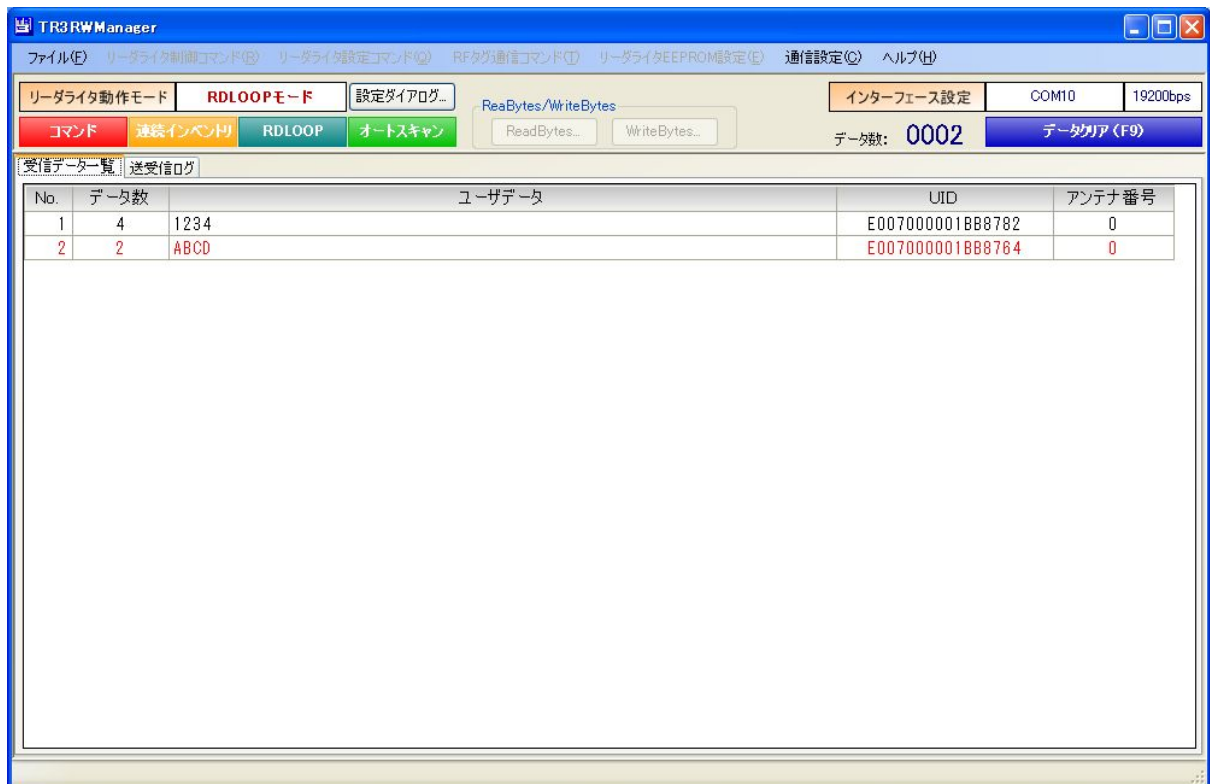 TR3RWManager
ファイル(F) リーダライタ制御コマンド(R) リーダライタ設定コマンド(Q) RFタグ通信コマンド(T) リーダライタEEPROM設定(E) 通信設定(C) ヘルプ(H)
リーダライタ動作モード RDLOOPモード 設定ダイアログ... ReaBytes/WriteBytes インターフェース設定 COM10 19200bps
コマンド 連続インベントリ RDLOOP オートスキャン ReadBytes... WriteBytes... データ数: 0002 データクリア(F9)
受信データ一覧 送受信ログ
No. データ数 ユーザデータ UID アンテナ番号
1 4 1234 E007000001BB8782 0
2 2 ABCD E007000001BB8764 0